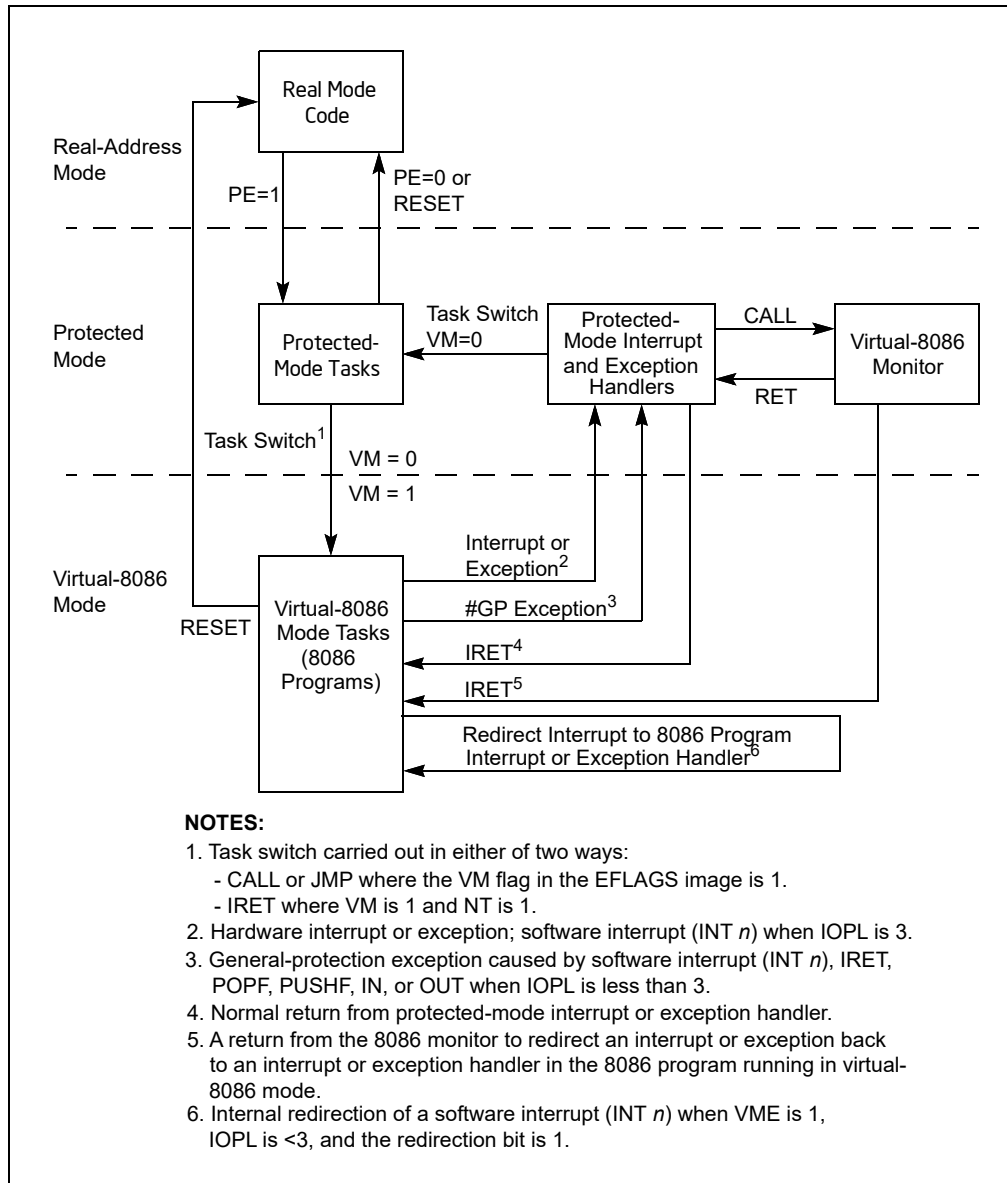 Real Mode
Code
Real-Address
Mode
PE=1
PE=0 or
RESET
Protected
Mode
Protected-
Mode Tasks
Task Switch
VM=0
Protected-
Mode Interrupt
and Exception
Handlers
CALL
RET
Virtual-8086
Monitor
Task Switch1
VM = 0
VM = 1
Virtual-8086
Mode
RESET
Virtual-8086
Mode Tasks
(8086
Programs)
Interrupt or
Exception2
#GP Exception3
IRET4
IRET5
Redirect Interrupt to 8086 Program
Interrupt or Exception Handler6
NOTES:
1. Task switch carried out in either of two ways:
- CALL or JMP where the VM flag in the EFLAGS image is 1.
- IRET where VM is 1 and NT is 1.
2. Hardware interrupt or exception; software interrupt (INT n) when IOPL is 3.
3. General-protection exception caused by software interrupt (INT n), IRET,
POPF, PUSHF, IN, or OUT when IOPL is less than 3.
4. Normal return from protected-mode interrupt or exception handler.
5. A return from the 8086 monitor to redirect an interrupt or exception back
to an interrupt or exception handler in the 8086 program running in virtual-
8086 mode.
6. Internal redirection of a software interrupt (INT n) when VME is 1,
IOPL is <3, and the redirection bit is 1.